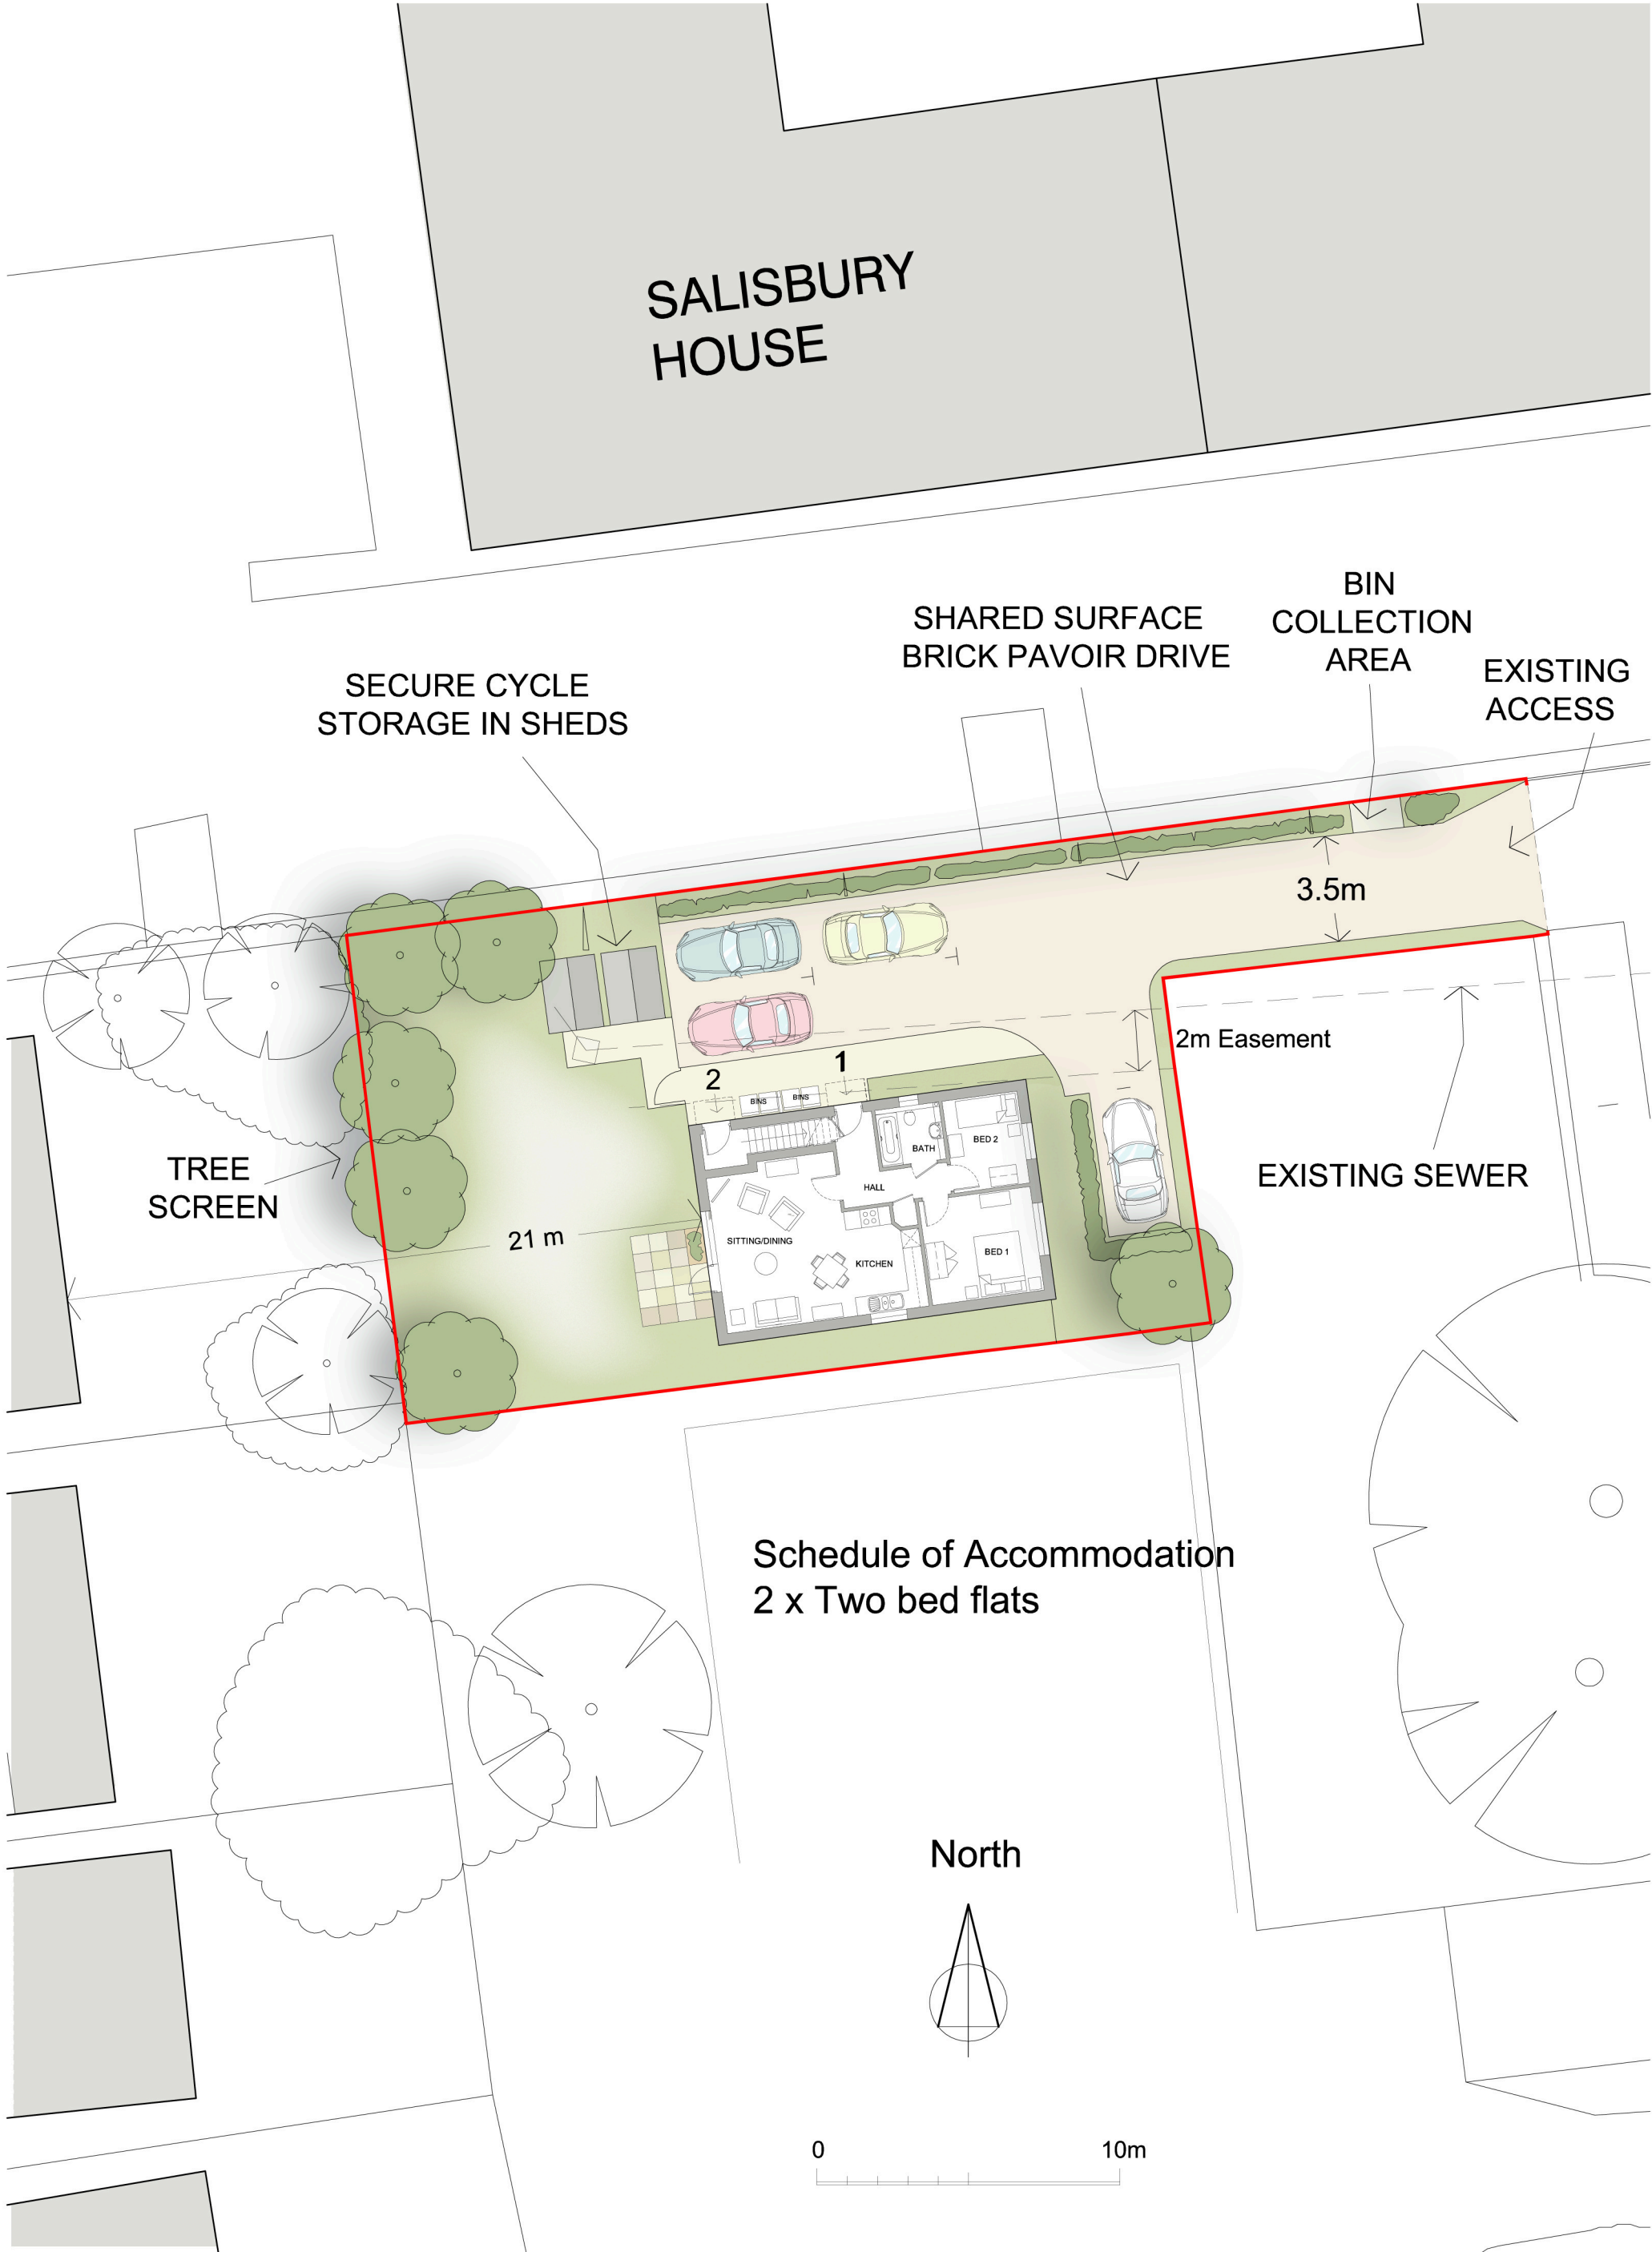 SALISBURY
HOUSE
BIN
COLLECTION
AREA
SHARED SURFACE
BRICK PAVOIR DRIVE
EXISTING
ACCESS
SECURE CYCLE
STORAGE IN SHEDS
3.5m
2m Easement
1
2
BINS
BINS
BED 2
BATH
HALL
TREE
SCREEN
EXISTING SEWER
21 m
SITTING/DINING
KITCHEN
BED 1
Schedule of Accommodation
2 x Two bed flats
North
0
10m